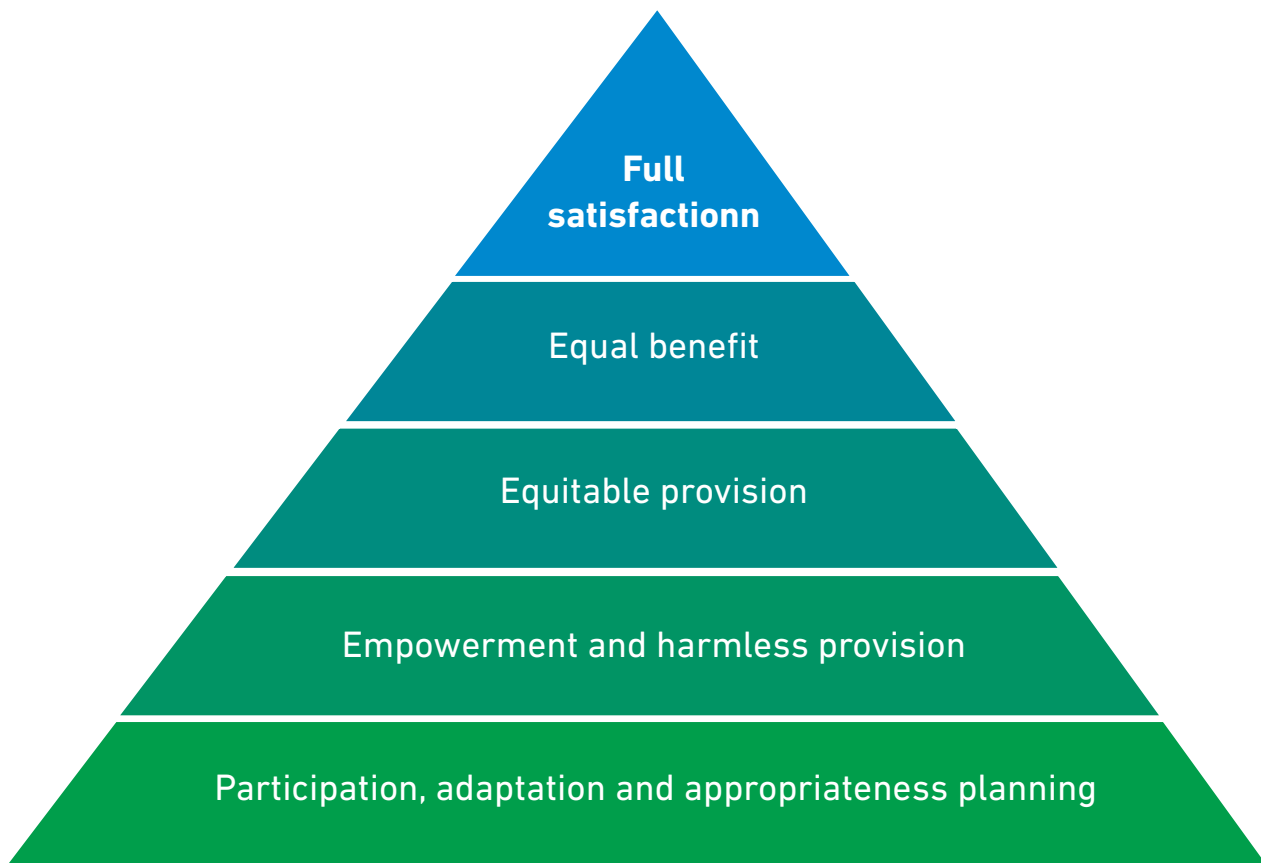 Full
satisfactionn
Equal benefit
Equitable provision
Empowerment and harmless provision
Participation, adaptation and appropriateness planning